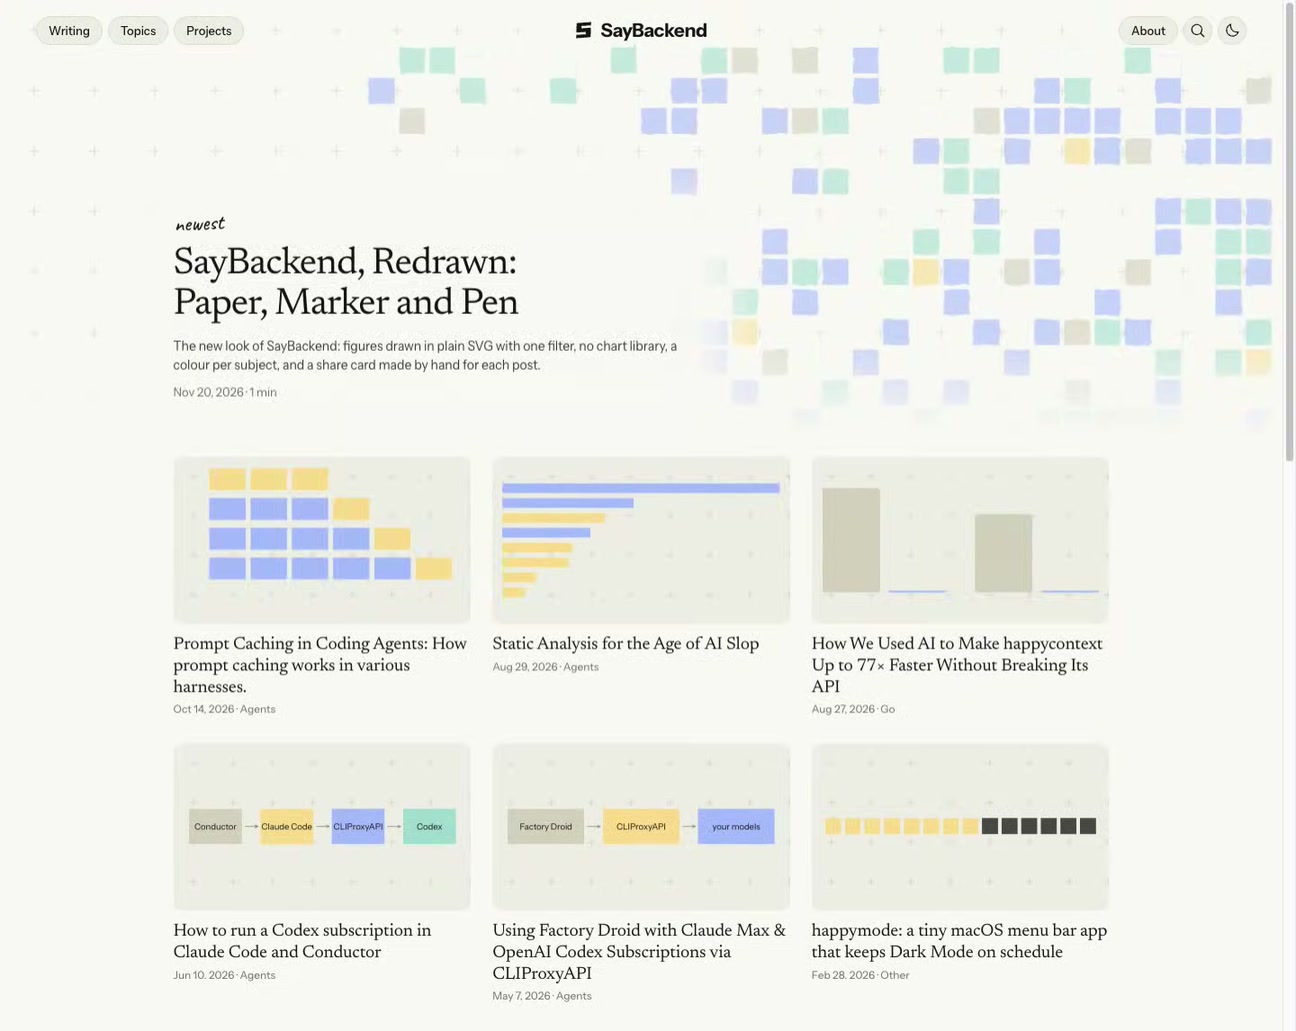 Writing
Topics
Projects
SayBackend
About
newest
SayBackend, Redrawn:
Paper, Marker and Pen
The new look of SayBackend: figures drawn in plain SVG with one filter, no chart library, a
colour per subject, and a share card made by hand for each post.
Nov 20, 2026 · 1 min
Prompt Caching in Coding Agents: How
prompt caching works in various
harnesses.
Oct 14, 2026 · Agents
Static Analysis for the Age of AI Slop
Aug 29, 2026 · Agents
How We Used AI to Make happycontext
Up to 77× Faster Without Breaking Its
API
Aug 27, 2026 · Go
Conductor
Claude Code
CLIProxyAPI
Codex
How to run a Codex subscription in
Claude Code and Conductor
Jun 10, 2026 · Agents
Factory Droid
CLIProxyAPI
your models
Using Factory Droid with Claude Max &
OpenAI Codex Subscriptions via
CLIProxyAPI
May 7, 2026 · Agents
happymode: a tiny macOS menu bar app
that keeps Dark Mode on schedule
Feb 28, 2026 · Other